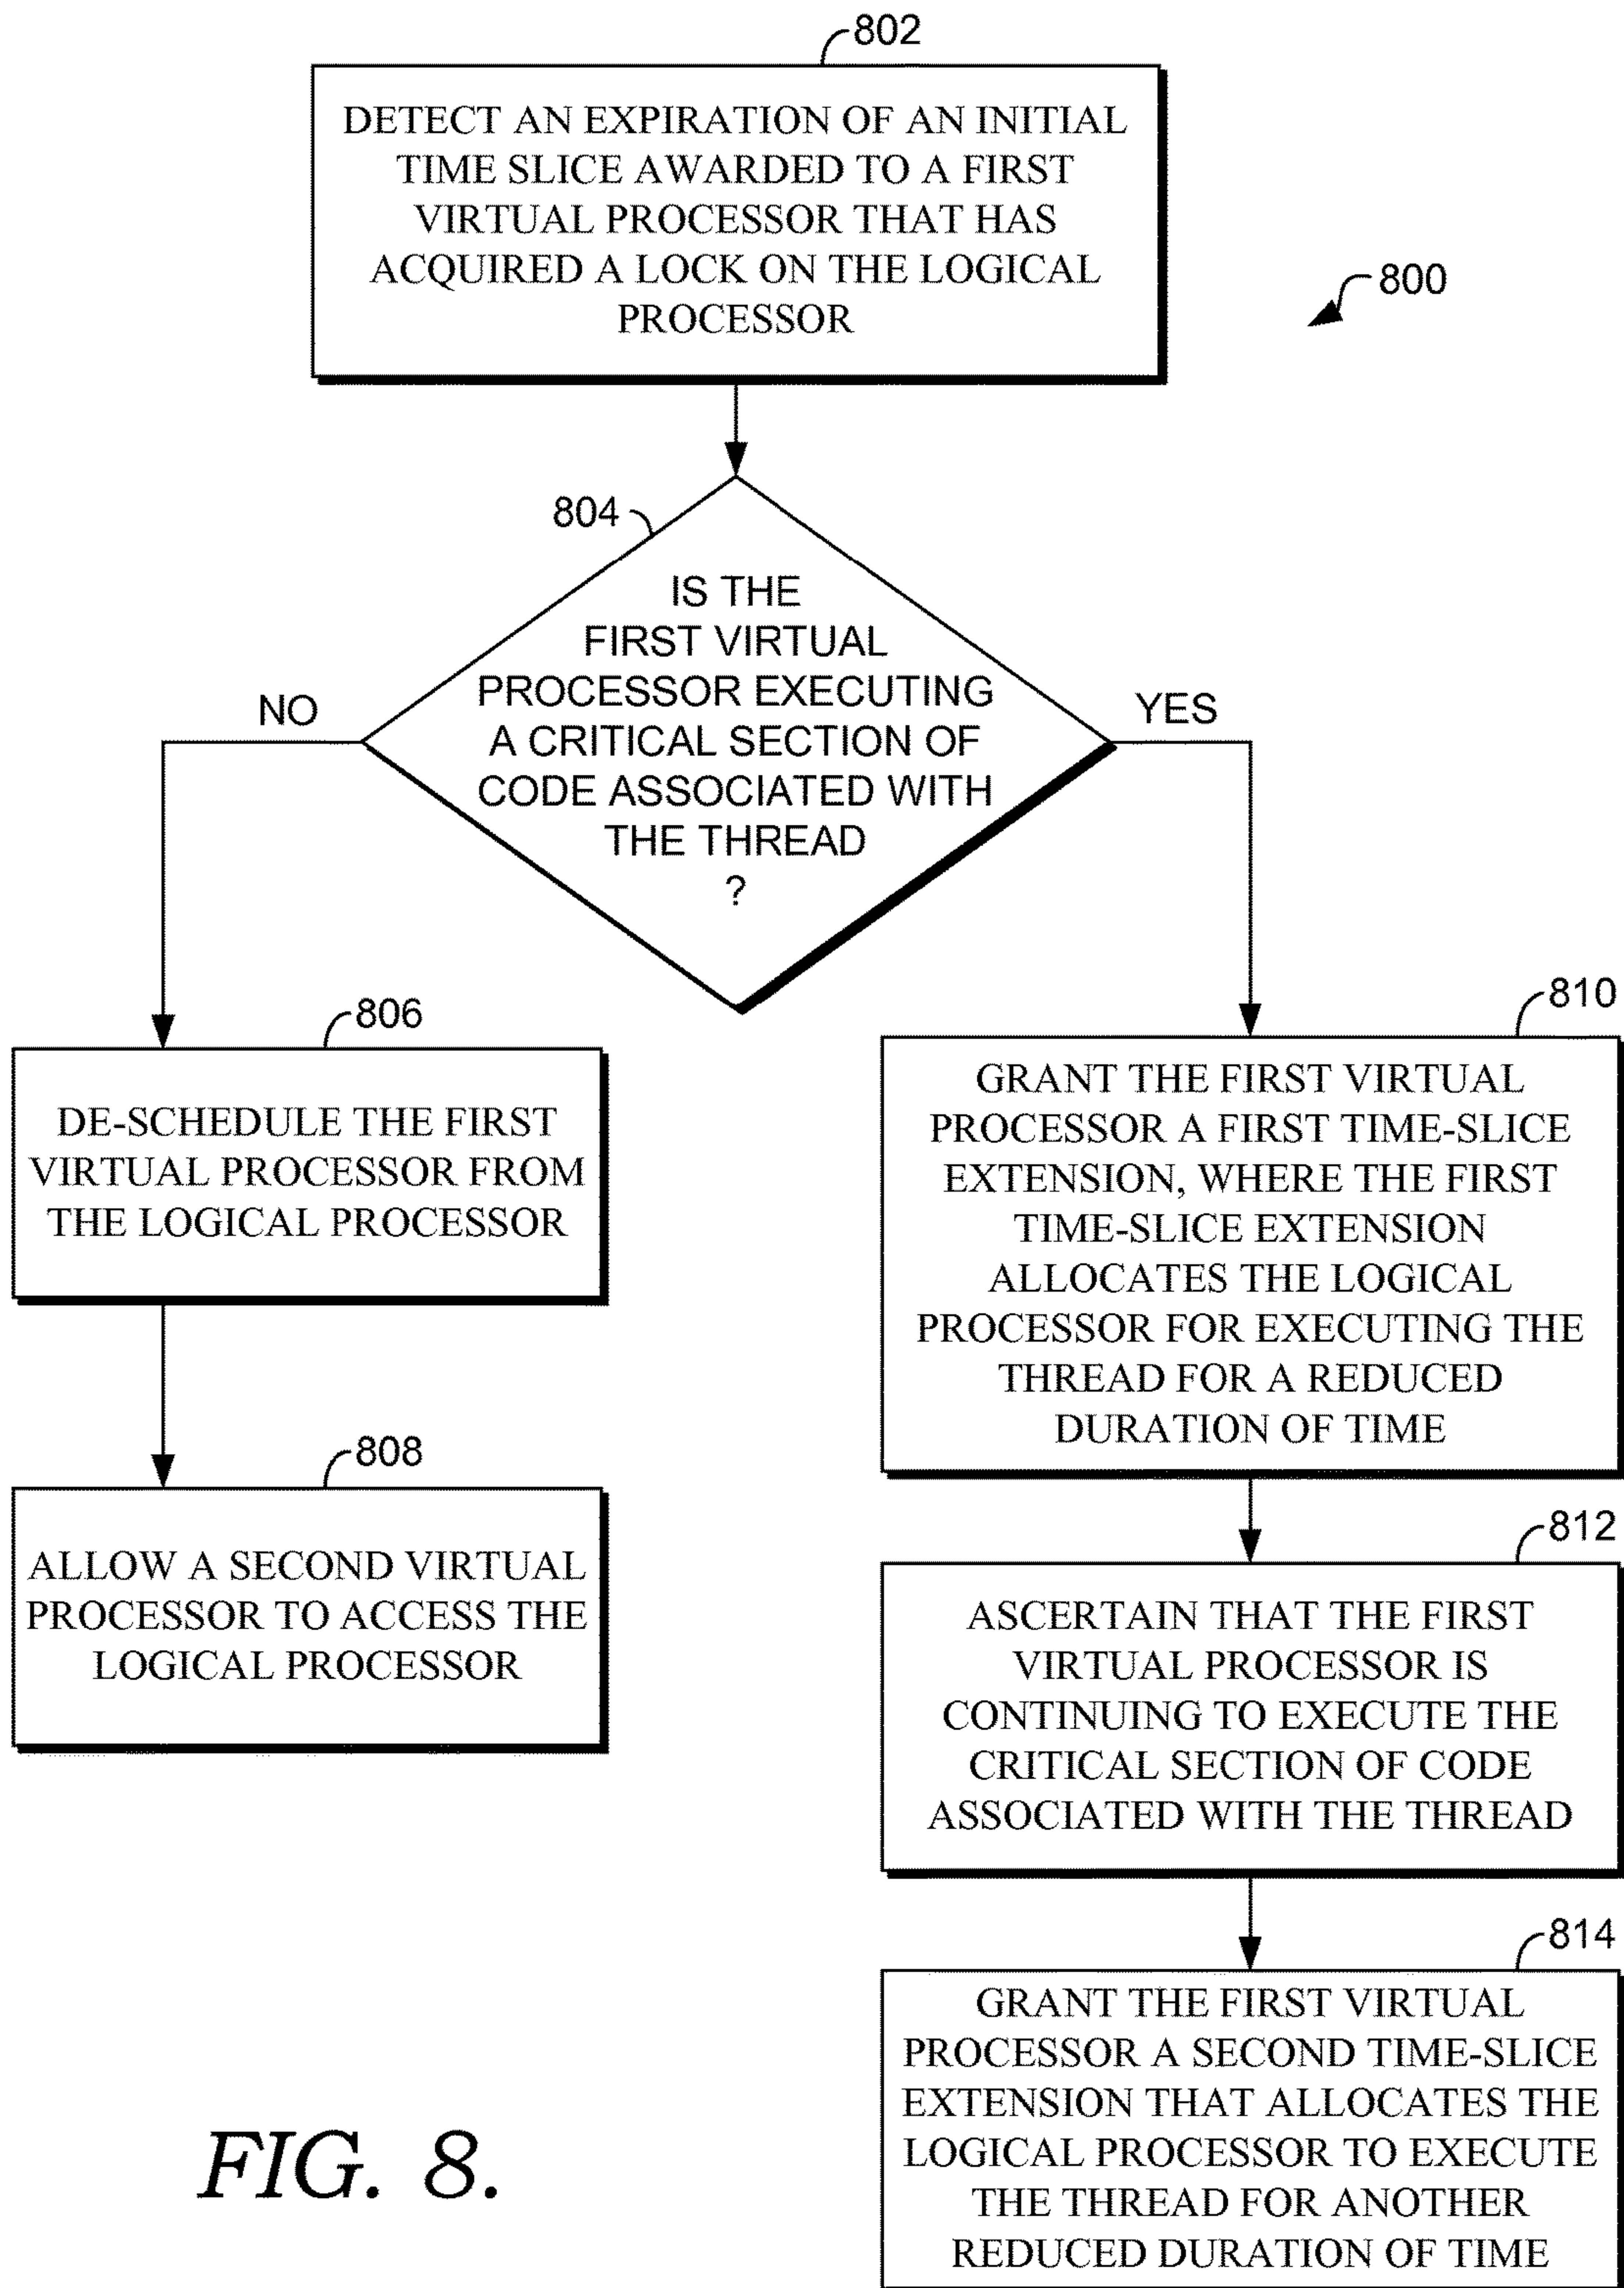 802
DETECT AN EXPIRATION OF AN INITIAL
TIME SLICE AWARDED TO A FIRST
VIRTUAL PROCESSOR THAT HAS
ACQUIRED A LOCK ON THE LOGICAL
PROCESSOR
800
804
IS THE
FIRST VIRTUAL
PROCESSOR EXECUTING
A CRITICAL SECTION OF
CODE ASSOCIATED WITH
THE THREAD
?
NO
YES
806
DE-SCHEDULE THE FIRST
VIRTUAL PROCESSOR FROM
THE LOGICAL PROCESSOR
808
ALLOW A SECOND VIRTUAL
PROCESSOR TO ACCESS THE
LOGICAL PROCESSOR
810
GRANT THE FIRST VIRTUAL
PROCESSOR A FIRST TIME-SLICE
EXTENSION, WHERE THE FIRST
TIME-SLICE EXTENSION
ALLOCATES THE LOGICAL
PROCESSOR FOR EXECUTING THE
THREAD FOR A REDUCED
DURATION OF TIME
812
ASCERTAIN THAT THE FIRST
VIRTUAL PROCESSOR IS
CONTINUING TO EXECUTE THE
CRITICAL SECTION OF CODE
ASSOCIATED WITH THE THREAD
814
GRANT THE FIRST VIRTUAL
PROCESSOR A SECOND TIME-SLICE
EXTENSION THAT ALLOCATES THE
LOGICAL PROCESSOR TO EXECUTE
THE THREAD FOR ANOTHER
REDUCED DURATION OF TIME
FIG. 8.